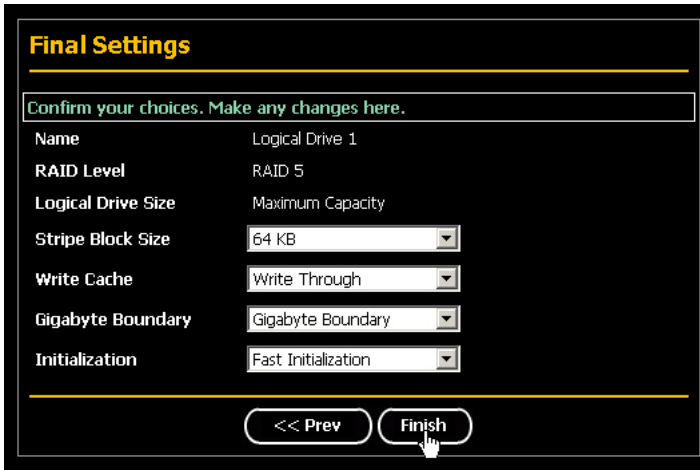 Final Settings
Confirm your choices. Make any changes here.
Name Logical Drive 1
RAID Level RAID 5
Logical Drive Size Maximum Capacity
Stripe Block Size 64 KB
Write Cache Write Through
Gigabyte Boundary Gigabyte Boundary
Initialization Fast Initialization
<< Prev Finish